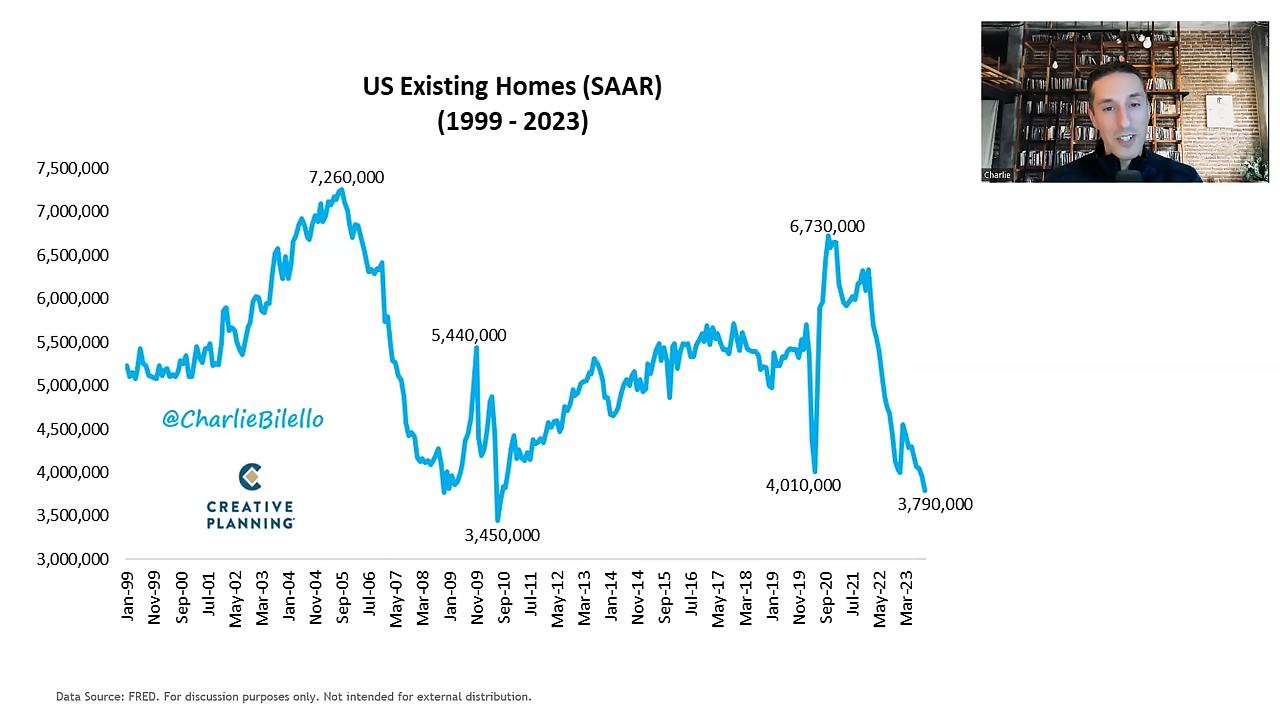 Charlie
US Existing Homes (SAAR)
(1999 - 2023)
7,500,000
7,000,000
6,500,000
6,000,000
5,500,000
5,000,000
4,500,000
4,000,000
3,500,000
3,000,000
7,260,000
5,440,000
3,450,000
6,730,000
4,010,000
3,790,000
@CharlieBilello
CREATIVE
PLANNING
Jan-99
Nov-99
Sep-00
Jul-01
May-02
Mar-03
Jan-04
Nov-04
Sep-05
Jul-06
May-07
Mar-08
Jan-09
Nov-09
Sep-10
Jul-11
May-12
Mar-13
Jan-14
Nov-14
Sep-15
Jul-16
May-17
Mar-18
Jan-19
Nov-19
Sep-20
Jul-21
May-22
Mar-23
Data Source: FRED. For discussion purposes only. Not intended for external distribution.